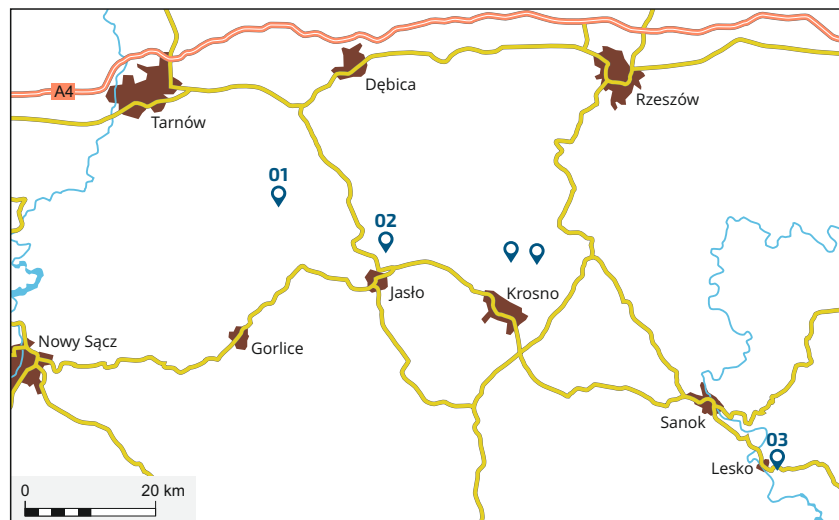 Dębica
A4
Rzeszów
Tarnów
01
02
Jasło
Krosno
Nowy Sącz
Gorlice
Sanok
03
Lesko
0 20 km